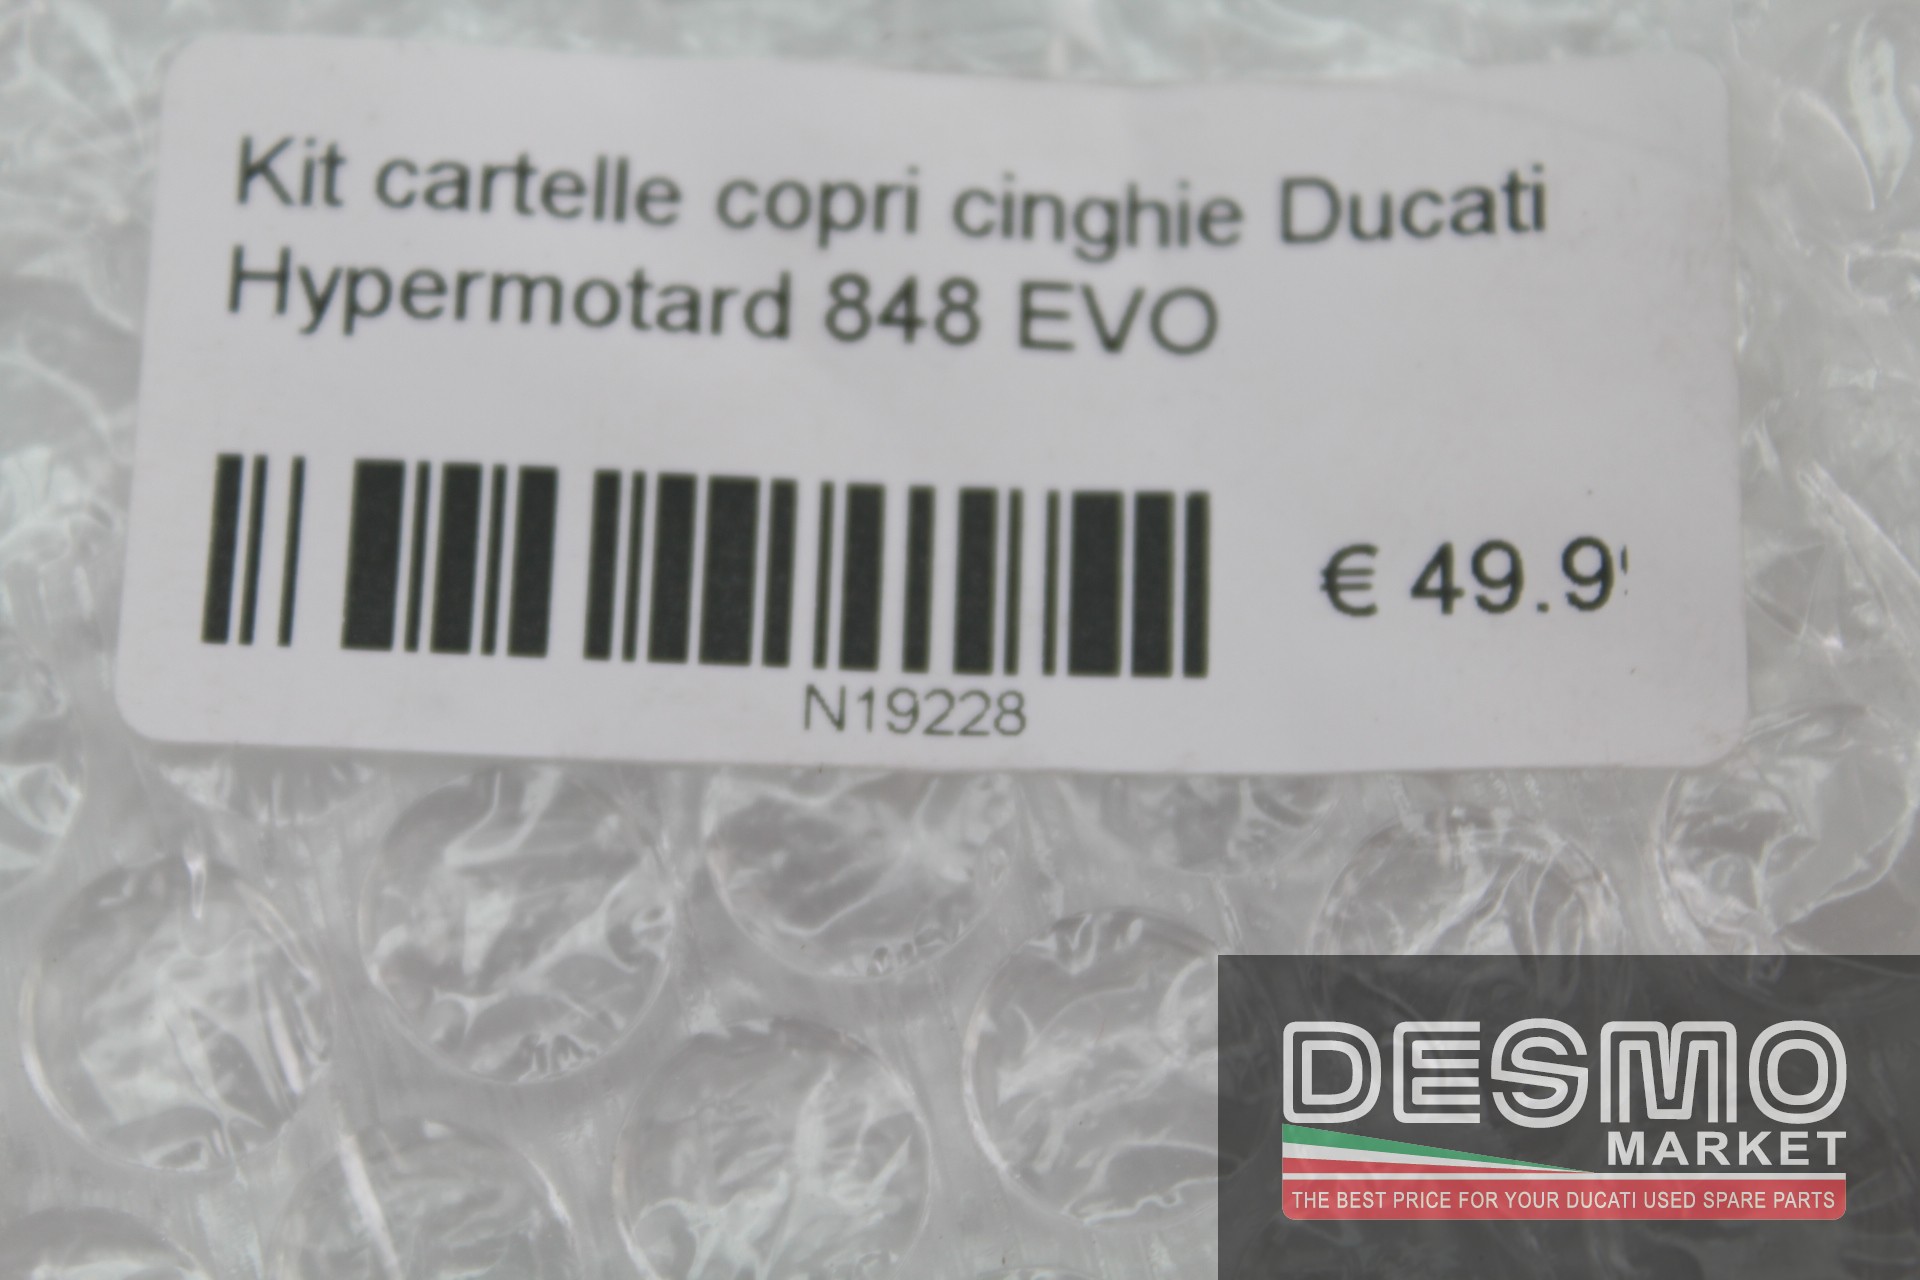 Kit cartelle copri cinghie Ducati
Hypermotard 848 EVO
€ 49.9
N19228
DESMO
MARKET
THE BEST PRICE FOR YOUR DUCATI USED SPARE PARTS